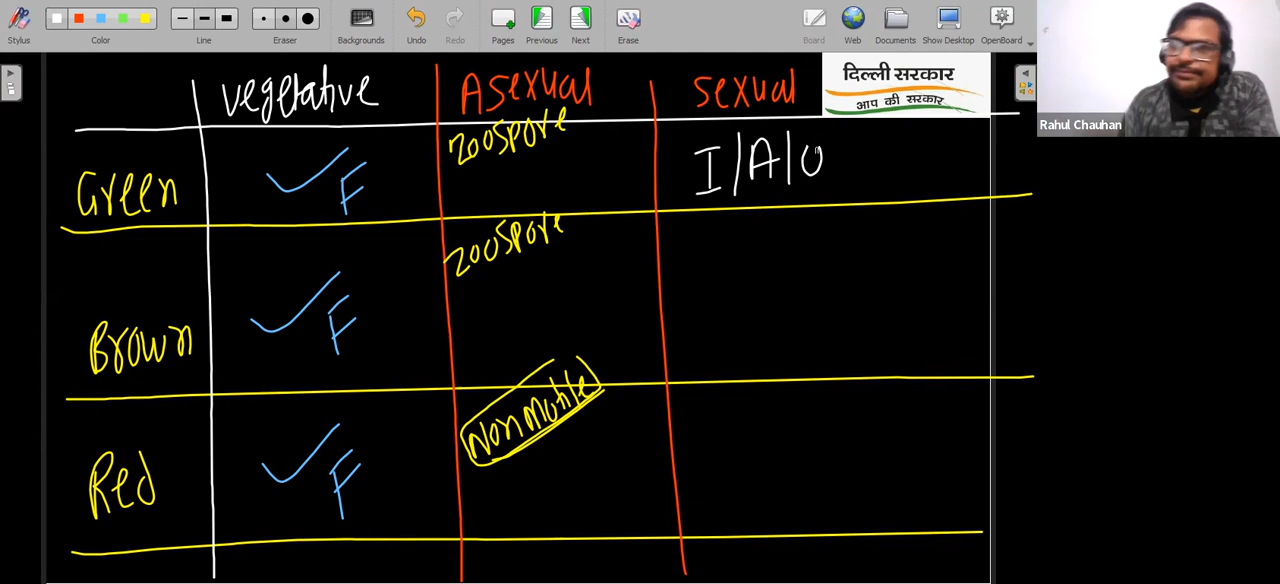 Stylus
Color
Line
Eraser
Backgrounds
Undo
Redo
Pages
Previous
Next
Erase
Board
Web
Documents
Show Desktop
OpenBoard
Rahul Chauhan
दिल्ली सरकार
आप की सरकार
vegetative Asexual sexual
Green ✓ F zoospore I/A/O
Brown ✓ F zoospore
Red ✓ F Non motile